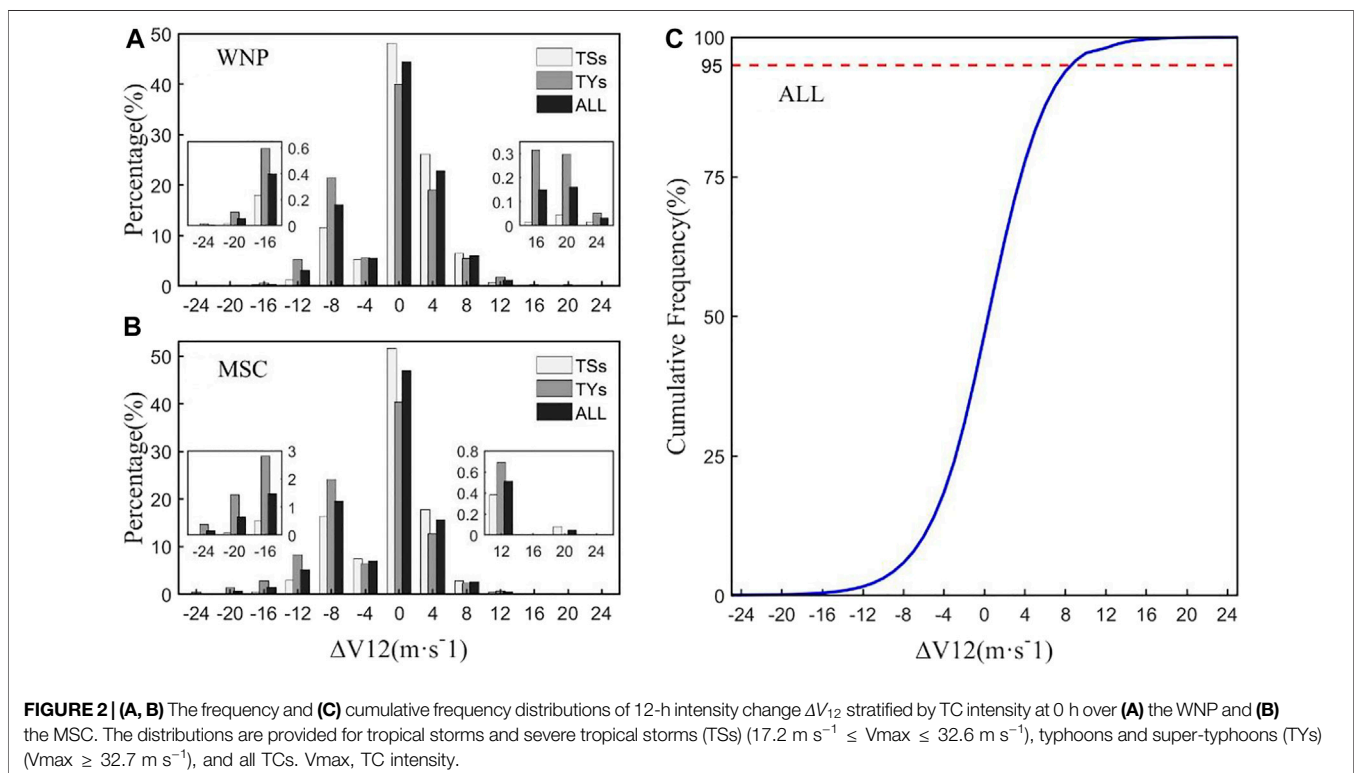 A
WNP
TSs
TYs
ALL
Percentage(%)
50
40
30
20
10
0
0.6
0.4
0.2
0
-24 -20 -16
0.3
0.2
0.1
0
16 20 24
-24 -20 -16 -12 -8 -4 0 4 8 12 16 20 24
B
MSC
TSs
TYs
ALL
Percentage(%)
50
40
30
20
10
0
3
2
1
0
-24 -20 -16
0.8
0.6
0.4
0.2
0
12 16 20 24
-24 -20 -16 -12 -8 -4 0 4 8 12 16 20 24
ΔV12(m·s⁻1)
C
ALL
Cumulative Frequency(%)
100
95
75
50
25
0
-24 -20 -16 -12 -8 -4 0 4 8 12 16 20 24
ΔV12(m·s⁻1)
FIGURE 2 | (A, B) The frequency and (C) cumulative frequency distributions of 12-h intensity change ΔV₁₂ stratified by TC intensity at 0 h over (A) the WNP and (B)
the MSC. The distributions are provided for tropical storms and severe tropical storms (TSs) (17.2 m s⁻¹ ≤ Vmax ≤ 32.6 m s⁻¹), typhoons and super-typhoons (TYs)
(Vmax ≥ 32.7 m s⁻¹), and all TCs. Vmax, TC intensity.